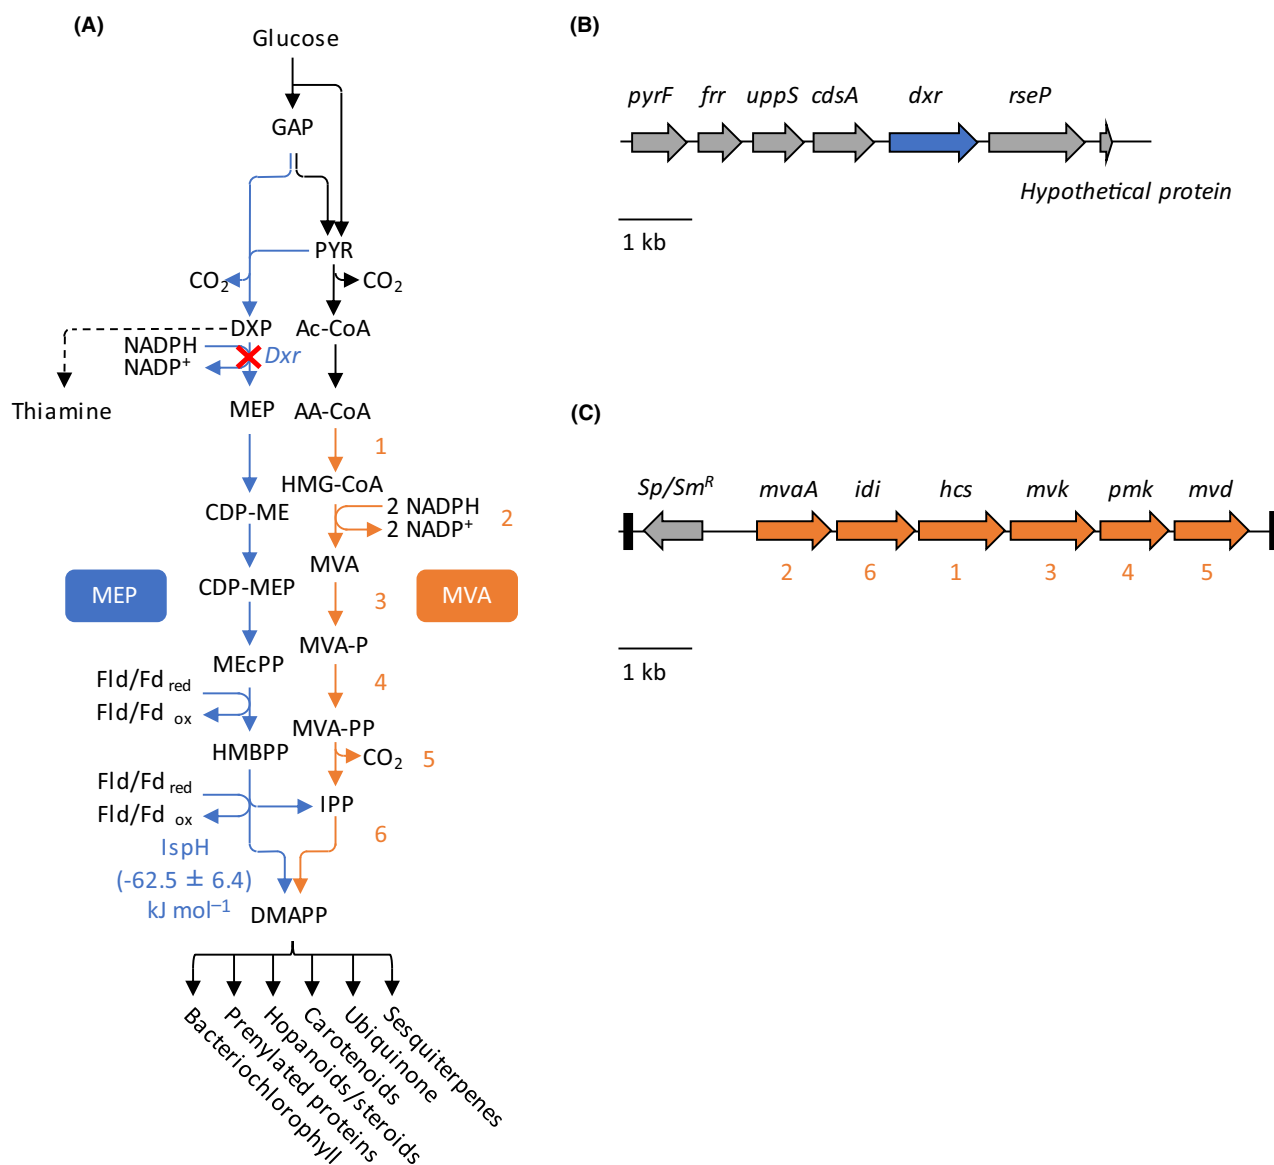 (A)
Glucose
GAP
PYR
CO2
CO2
DXP
Ac-CoA
NADPH
NADP+
Dxr
Thiamine
MEP
AA-CoA
1
HMG-CoA
CDP-ME
2 NADPH
2 NADP+
2
MVA
CDP-MEP
3
MEP
MVA
MVA-P
MEcPP
Fld/Fd red
Fld/Fd ox
4
MVA-PP
HMBPP
CO2
5
Fld/Fd red
Fld/Fd ox
IPP
6
IspH
(-62.5 ± 6.4)
kJ mol–1
DMAPP
Bacteriochlorophyll
Prenylated proteins
Hopanoids/steroids
Carotenoids
Ubiquinone
Sesquiterpenes
(B)
pyrF frr uppS cdsA dxr rseP
Hypothetical protein
1 kb
(C)
Sp/SmR mvaA idi hcs mvk pmk mvd
2 6 1 3 4 5
1 kb